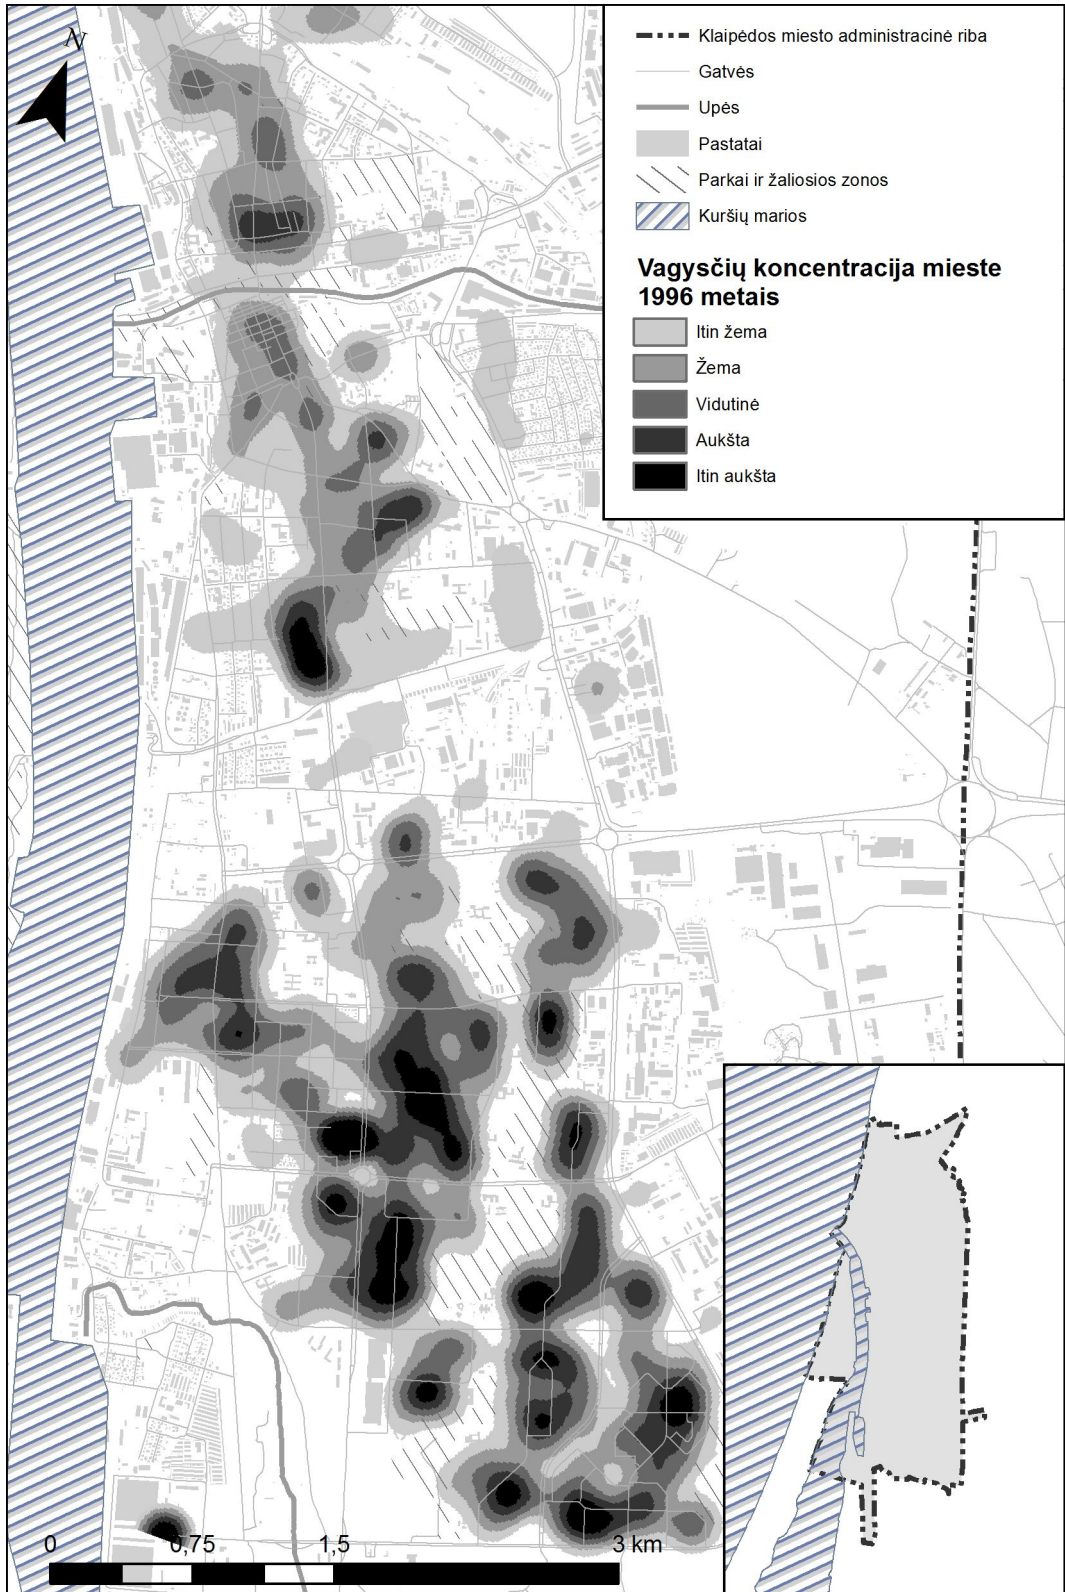 N
Klaipėdos miesto administracinė riba
Gatvės
Upės
Pastatai
Parkai ir žaliosios zonos
Kuršių marios
Vagysčių koncentracija mieste
1996 metais
Itin žema
Žema
Vidutinė
Aukšta
Itin aukšta
0 0,75 1,5 3 km